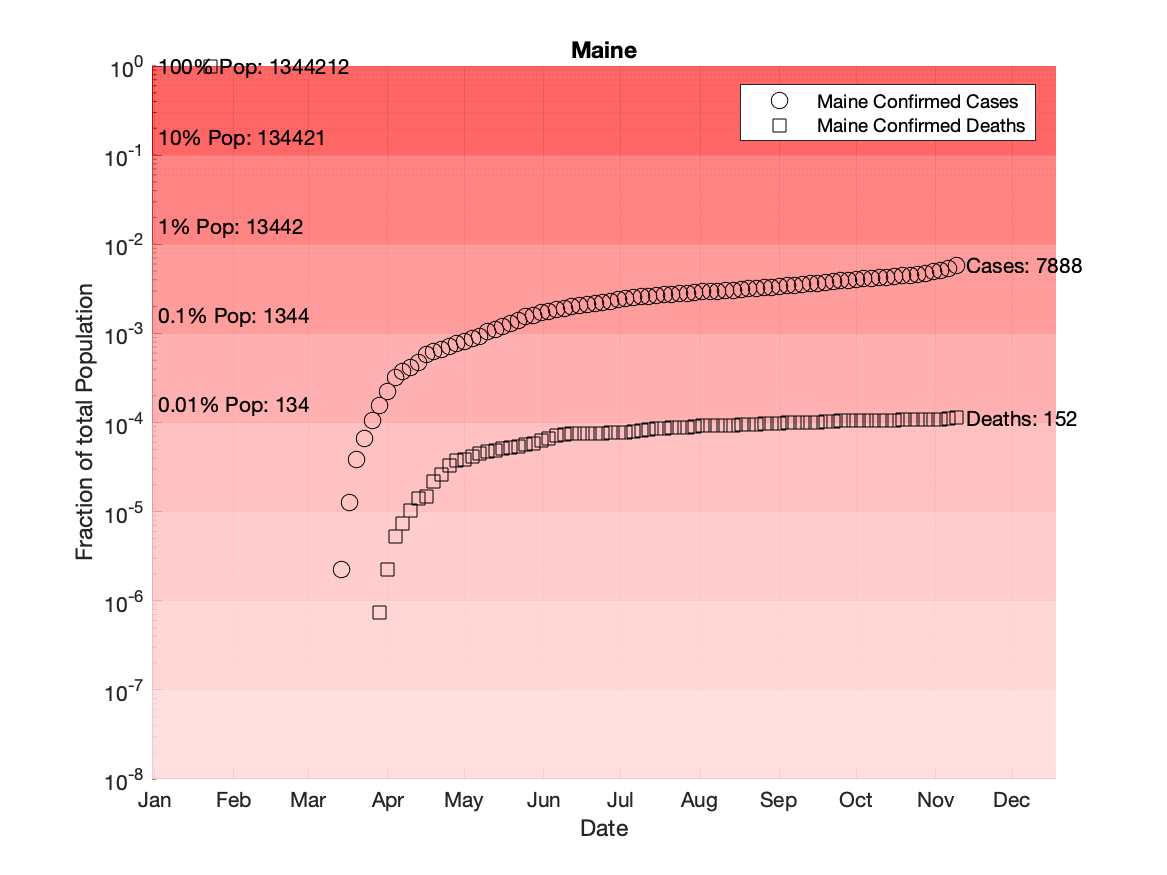 Maine
10^0
100% Pop: 1344212
Maine Confirmed Cases
Maine Confirmed Deaths
10% Pop: 134421
10^-1
1% Pop: 13442
10^-2
Cases: 7888
0.1% Pop: 1344
10^-3
0.01% Pop: 134
10^-4
Deaths: 152
10^-5
10^-6
10^-7
10^-8
Fraction of total Population
Jan Feb Mar Apr May Jun Jul Aug Sep Oct Nov Dec
Date